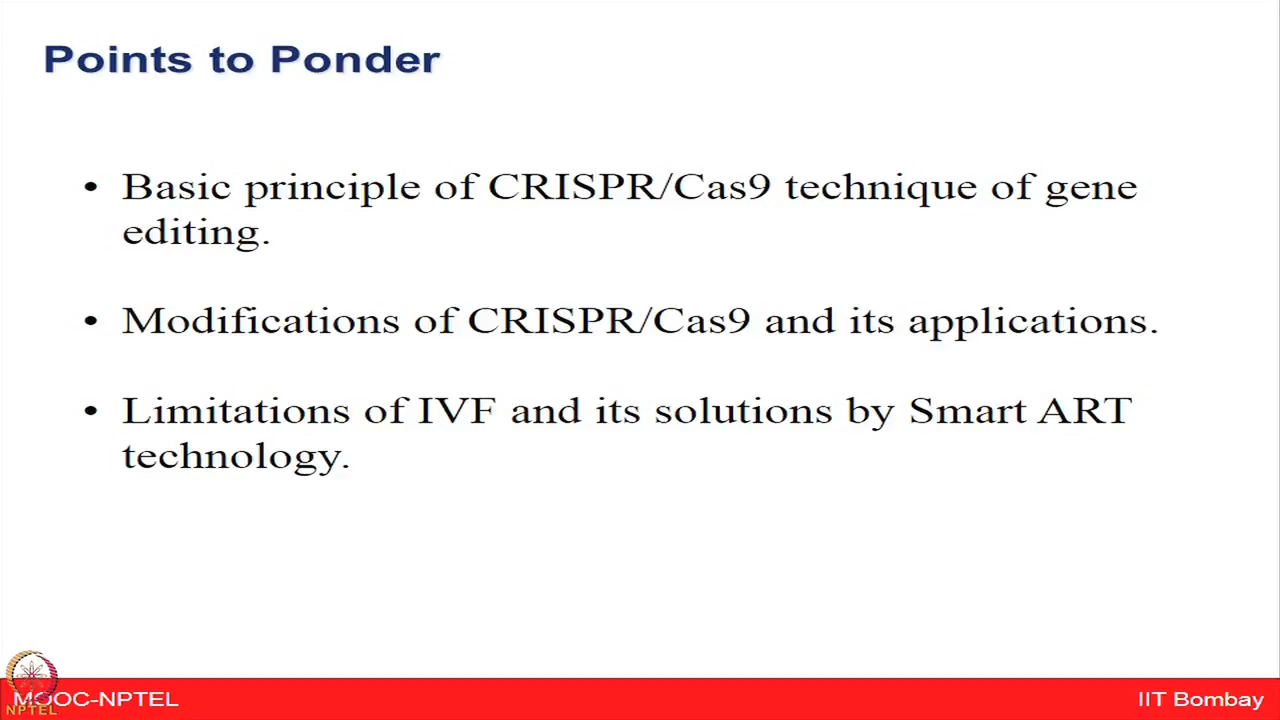 Points to Ponder
• Basic principle of CRISPR/Cas9 technique of gene
editing.
• Modifications of CRISPR/Cas9 and its applications.
• Limitations of IVF and its solutions by Smart ART
technology.
MOOC-NPTEL
NPTEL
IIT Bombay